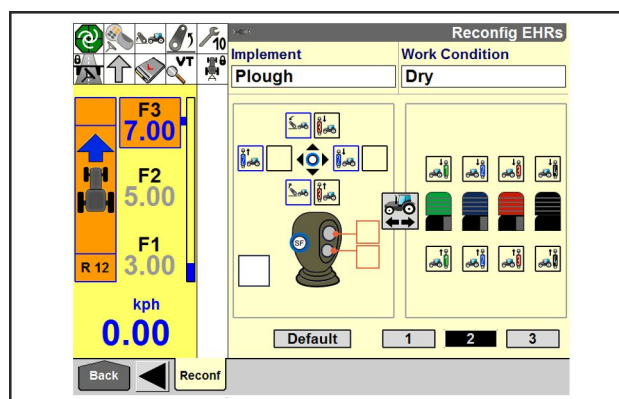 Reconfig EHRs
10
VT
L
Implement
Work Condition
Plough
Dry
F3
7.00
F2
5.00
F1
R 12
3.00
kph
0.00
SF
Default
1
2
3
Back
Reconf